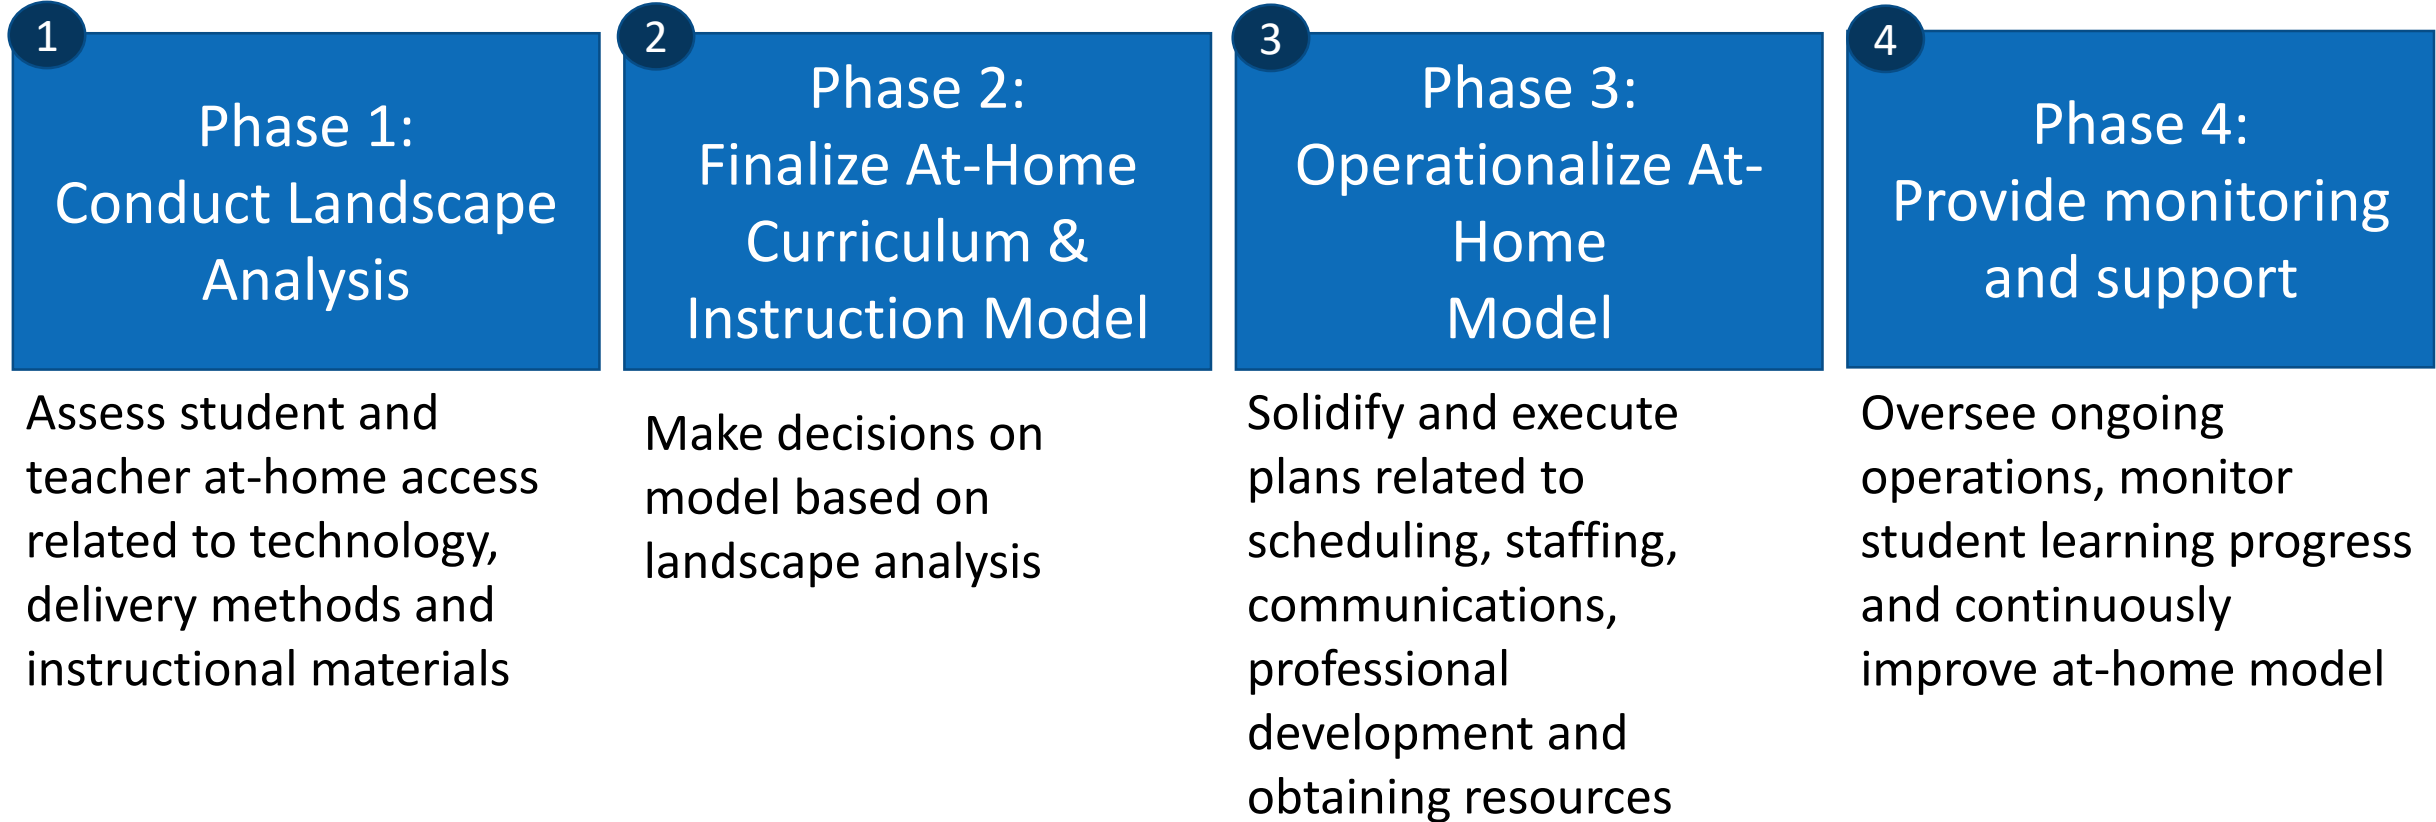 1
Phase 1:
Conduct Landscape
Analysis
Assess student and
teacher at-home access
related to technology,
delivery methods and
instructional materials
2
Phase 2:
Finalize At-Home
Curriculum &
Instruction Model
Make decisions on
model based on
landscape analysis
3
Phase 3:
Operationalize At-
Home
Model
Solidify and execute
plans related to
scheduling, staffing,
communications,
professional
development and
obtaining resources
4
Phase 4:
Provide monitoring
and support
Oversee ongoing
operations, monitor
student learning progress
and continuously
improve at-home model